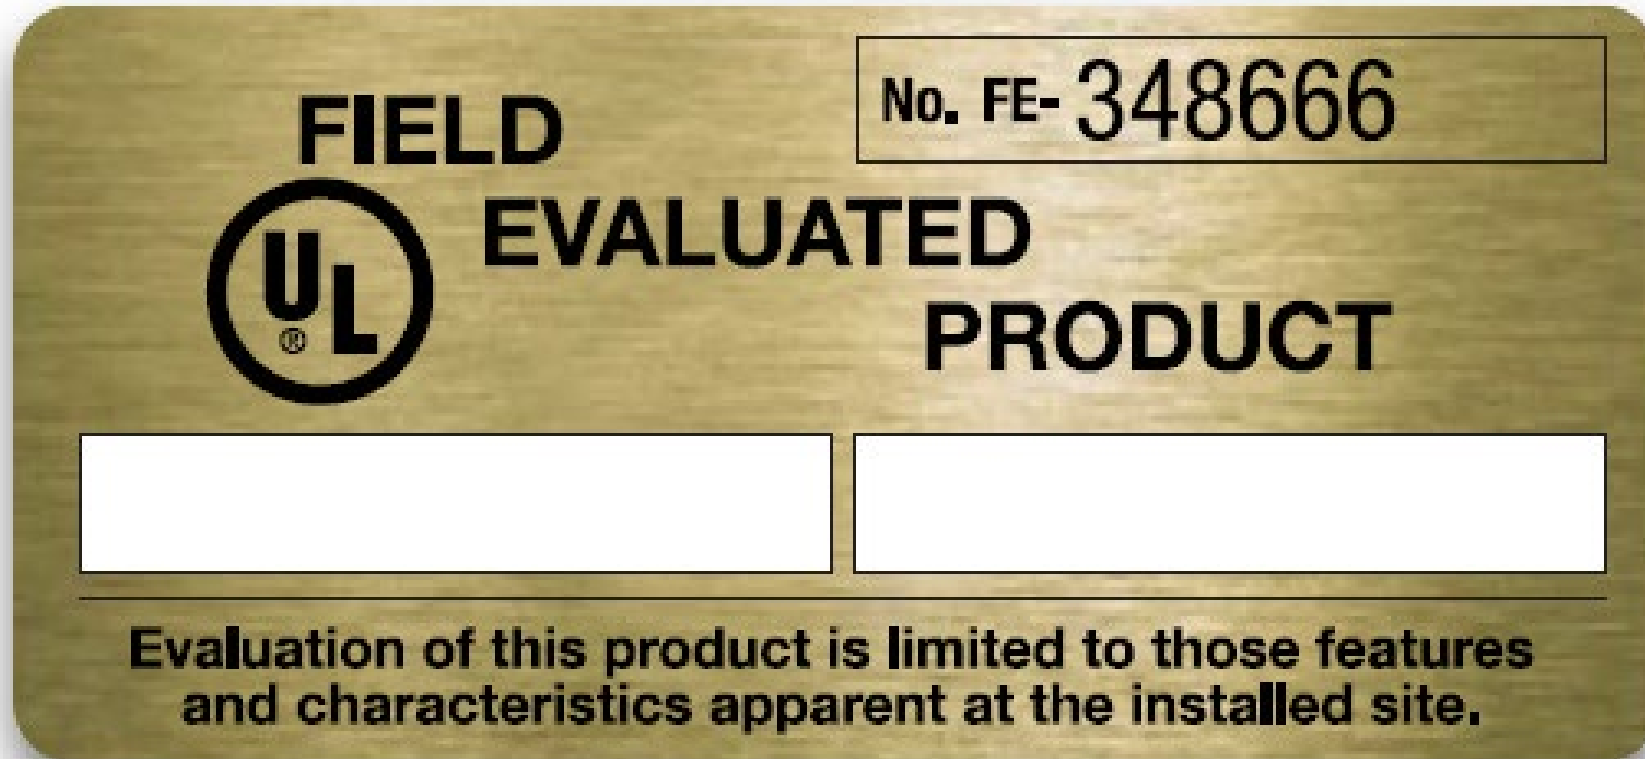 No. FE-348666
FIELD
EVALUATED
PRODUCT
UL
®
Evaluation of this product is limited to those features
and characteristics apparent at the installed site.